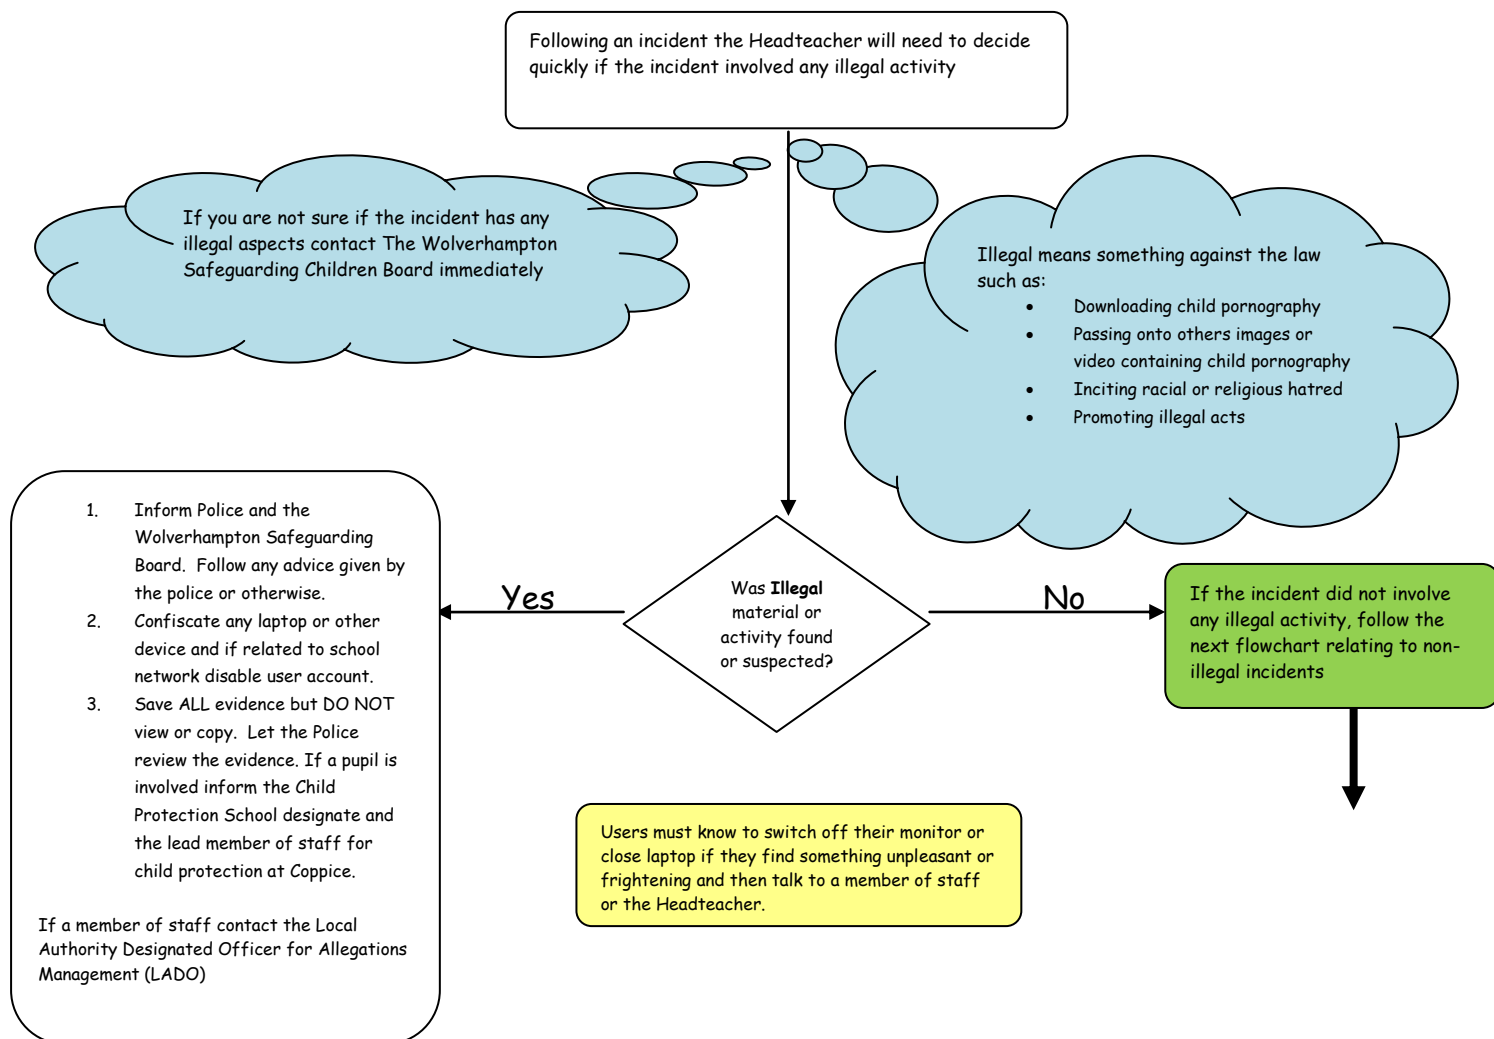 Following an incident the Headteacher will need to decide
quickly if the incident involved any illegal activity
If you are not sure if the incident has any
illegal aspects contact The Wolverhampton
Safeguarding Children Board immediately
Illegal means something against the law
such as:
• Downloading child pornography
• Passing onto others images or
video containing child pornography
• Inciting racial or religious hatred
• Promoting illegal acts
1. Inform Police and the
Wolverhampton Safeguarding
Board. Follow any advice given by
the police or otherwise.
2. Confiscate any laptop or other
device and if related to school
network disable user account.
3. Save ALL evidence but DO NOT
view or copy. Let the Police
review the evidence. If a pupil is
involved inform the Child
Protection School designate and
the lead member of staff for
child protection at Coppice.
If a member of staff contact the Local
Authority Designated Officer for Allegations
Management (LADO)
Yes
Was Illegal
material or
activity found
or suspected?
No
If the incident did not involve
any illegal activity, follow the
next flowchart relating to non-
illegal incidents
Users must know to switch off their monitor or
close laptop if they find something unpleasant or
frightening and then talk to a member of staff
or the Headteacher.